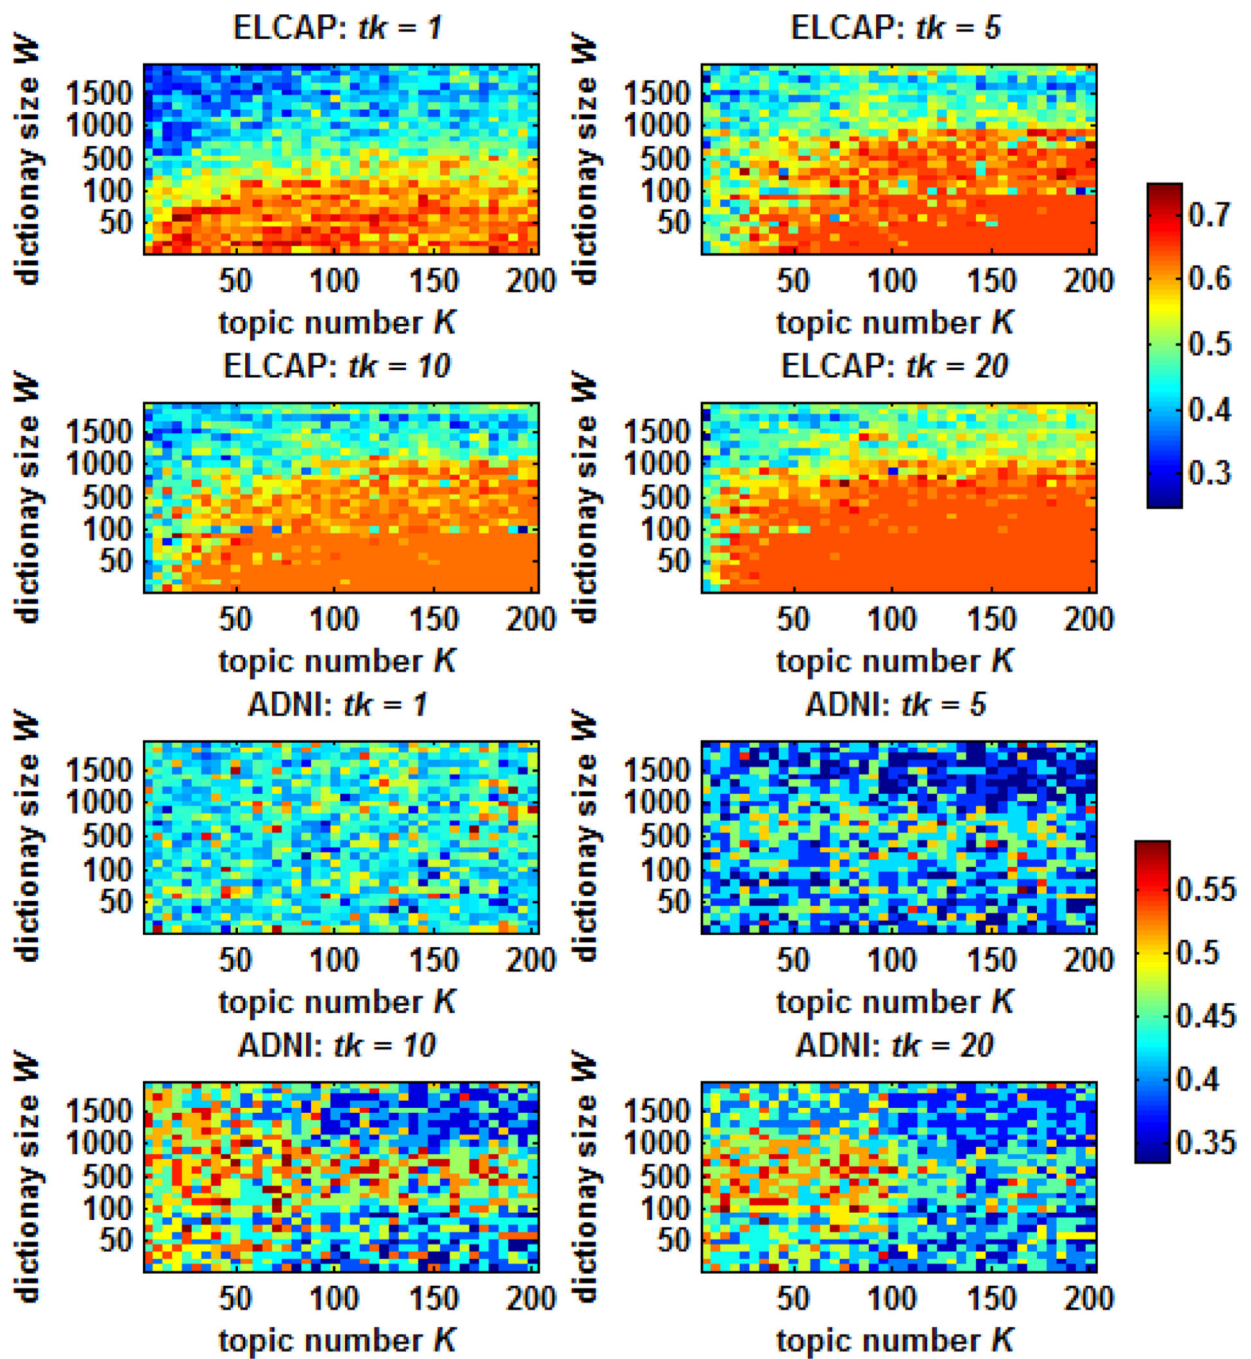 ELCAP: tk = 1
ELCAP: tk = 5
dictionay size W
1500
1000
500
100
50
50 100 150 200
topic number K
dictionay size W
1500
1000
500
100
50
50 100 150 200
topic number K
0.7
0.6
0.5
0.4
0.3
ELCAP: tk = 10
ELCAP: tk = 20
dictionay size W
1500
1000
500
100
50
50 100 150 200
topic number K
dictionay size W
1500
1000
500
100
50
50 100 150 200
topic number K
ADNI: tk = 1
ADNI: tk = 5
dictionay size W
1500
1000
500
100
50
50 100 150 200
topic number K
dictionay size W
1500
1000
500
100
50
50 100 150 200
topic number K
0.55
0.5
0.45
0.4
0.35
ADNI: tk = 10
ADNI: tk = 20
dictionay size W
1500
1000
500
100
50
50 100 150 200
topic number K
dictionay size W
1500
1000
500
100
50
50 100 150 200
topic number K